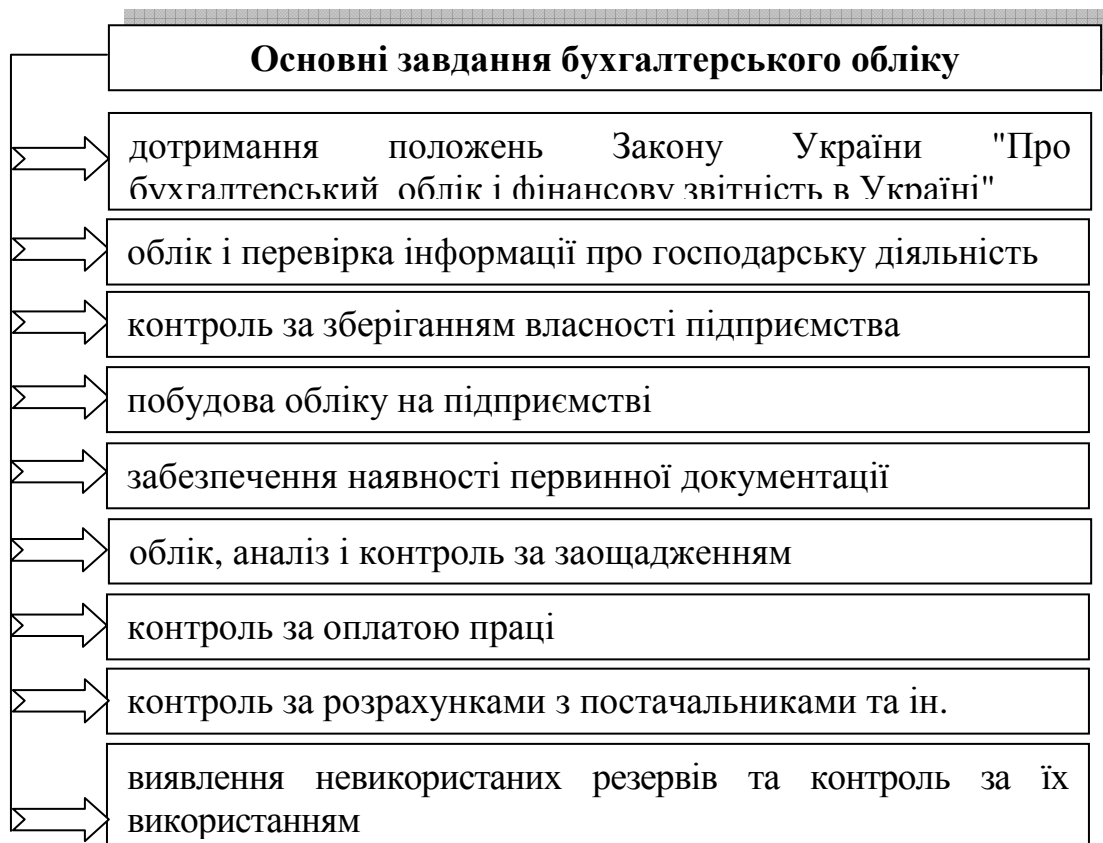 Основні завдання бухгалтерського обліку
дотримання положень Закону України "Про
бухгалтерський облік і фінансову звітність в Україні"
облік і перевірка інформації про господарську діяльність
контроль за зберіганням власності підприємства
побудова обліку на підприємстві
забезпечення наявності первинної документації
облік, аналіз і контроль за заощадженням
контроль за оплатою праці
контроль за розрахунками з постачальниками та ін.
виявлення невикористаних резервів та контроль за їх
використанням